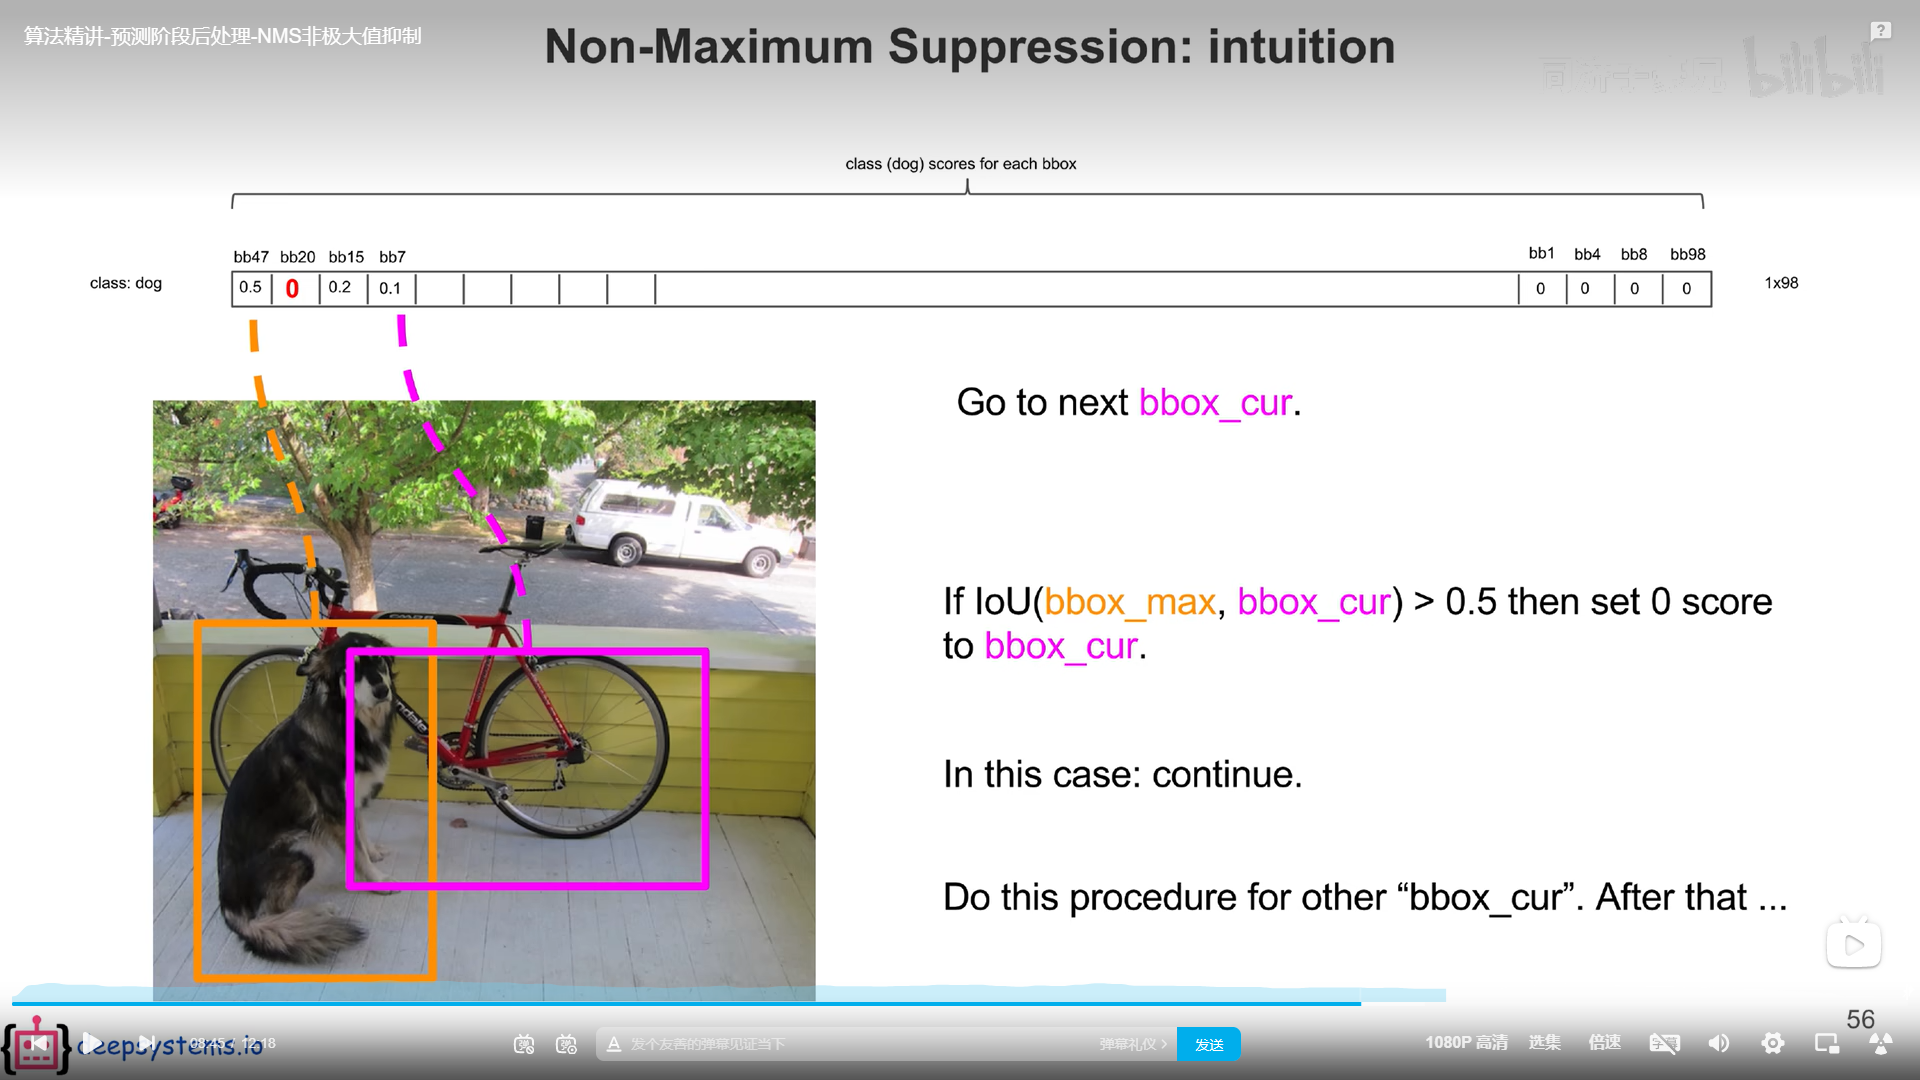 算法精讲-预测阶段后处理-NMS非极大值抑制
Non-Maximum Suppression: intuition
bilibili
class (dog) scores for each bbox
bb47 bb20 bb15 bb7 bb1 bb4 bb8 bb98
class: dog 0.5 0 0.2 0.1 0 0 0 0 1x98
Go to next bbox_cur.
If IoU(bbox_max, bbox_cur) > 0.5 then set 0 score
to bbox_cur.
In this case: continue.
Do this procedure for other “bbox_cur”. After that ...
56
deepsystems.io
08:45 / 12:18
发个友善的弹幕见证当下
弹幕礼仪
发送
1080P 高清
选集
倍速